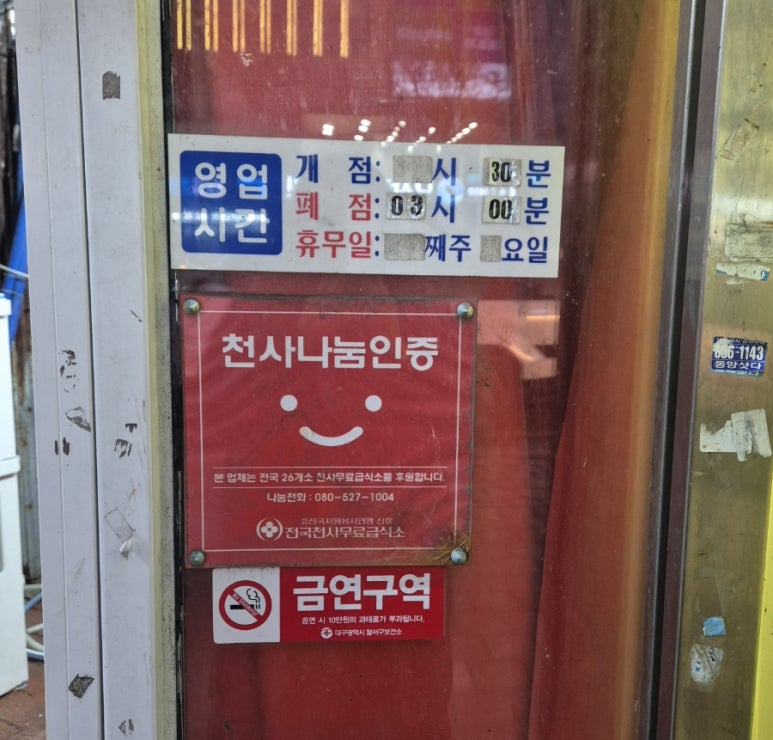 영업
시간
개 점: 시 30 분
폐 점: 03 시 00 분
휴무일: 째주 요일
천사나눔인증
본 업체는 전국 26개소 천사무료급식소를 후원합니다.
나눔전화 : 080-527-1004
전국천사무료급식소
금연구역
흡연 시 10만원의 과태료가 부과됩니다.
대구광역시 달서구보건소
-1143
동양샷다